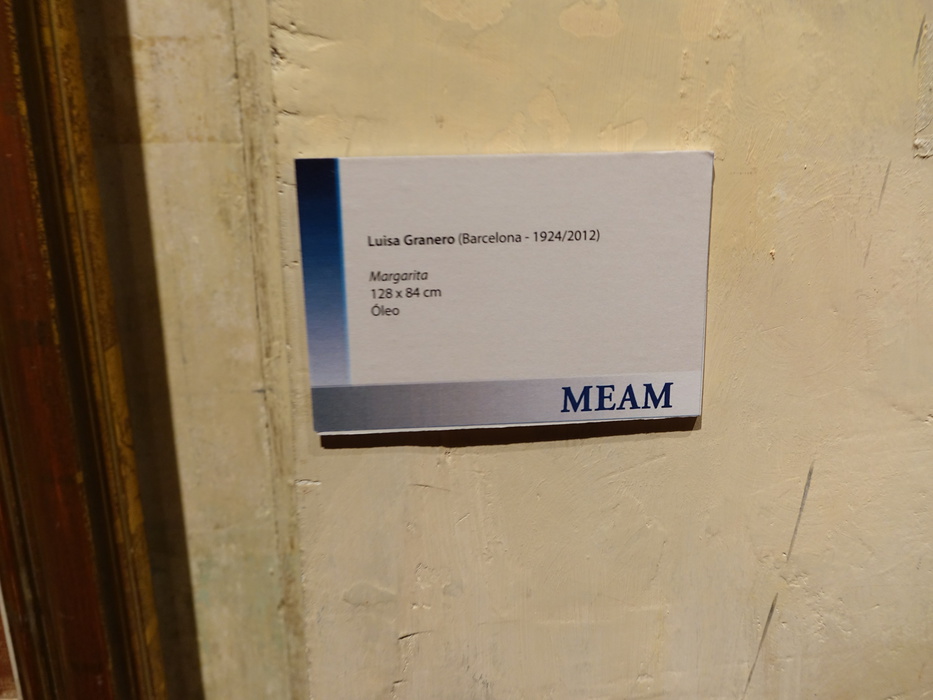 Luisa Granero (Barcelona - 1924/2012)
Margarita
128 x 84 cm
Óleo
MEAM